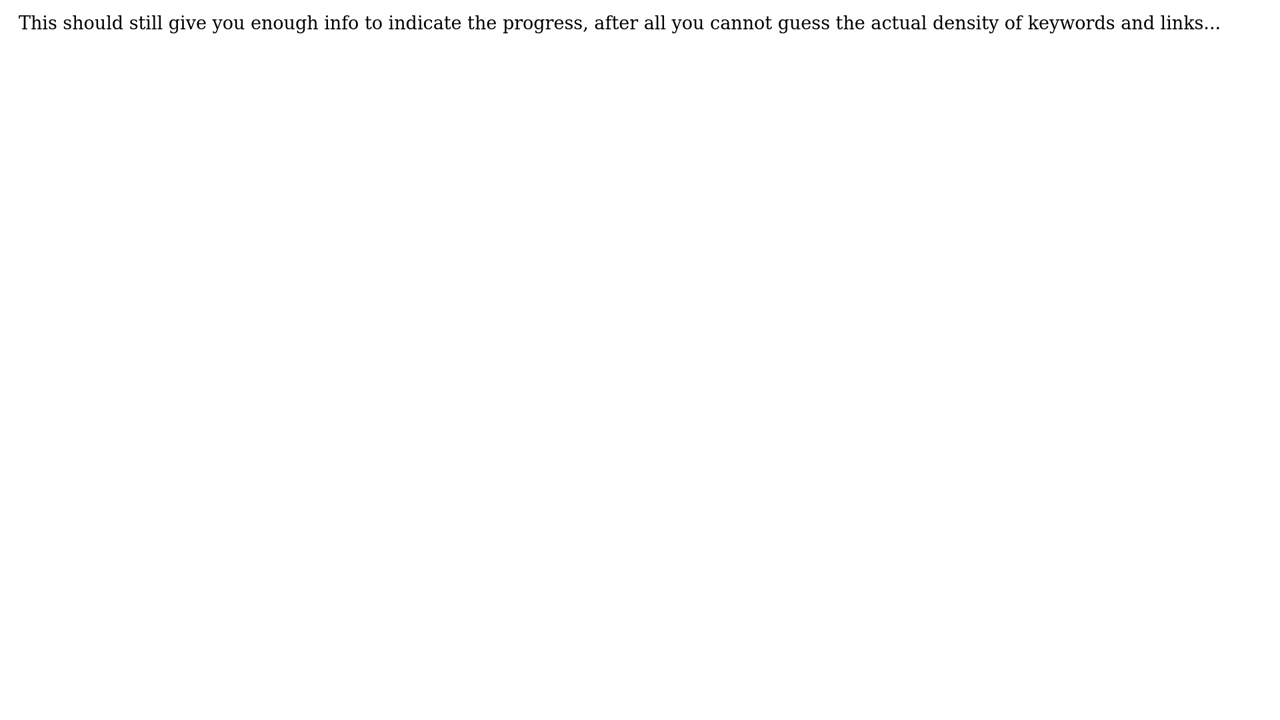 This should still give you enough info to indicate the progress, after all you cannot guess the actual density of keywords and links...